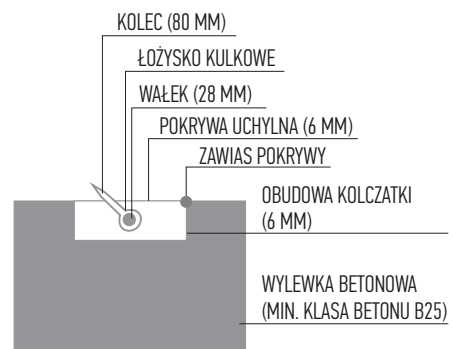 KOLEC (80 MM)
ŁOŻYSKO KULKOWE
WAŁEK (28 MM)
POKRYWA UCHYLNA (6 MM)
ZAWIAS POKRYWY
OBUDOWA KOLCZATKI
(6 MM)
WYLEWKA BETONOWA
(MIN. KLASA BETONU B25)